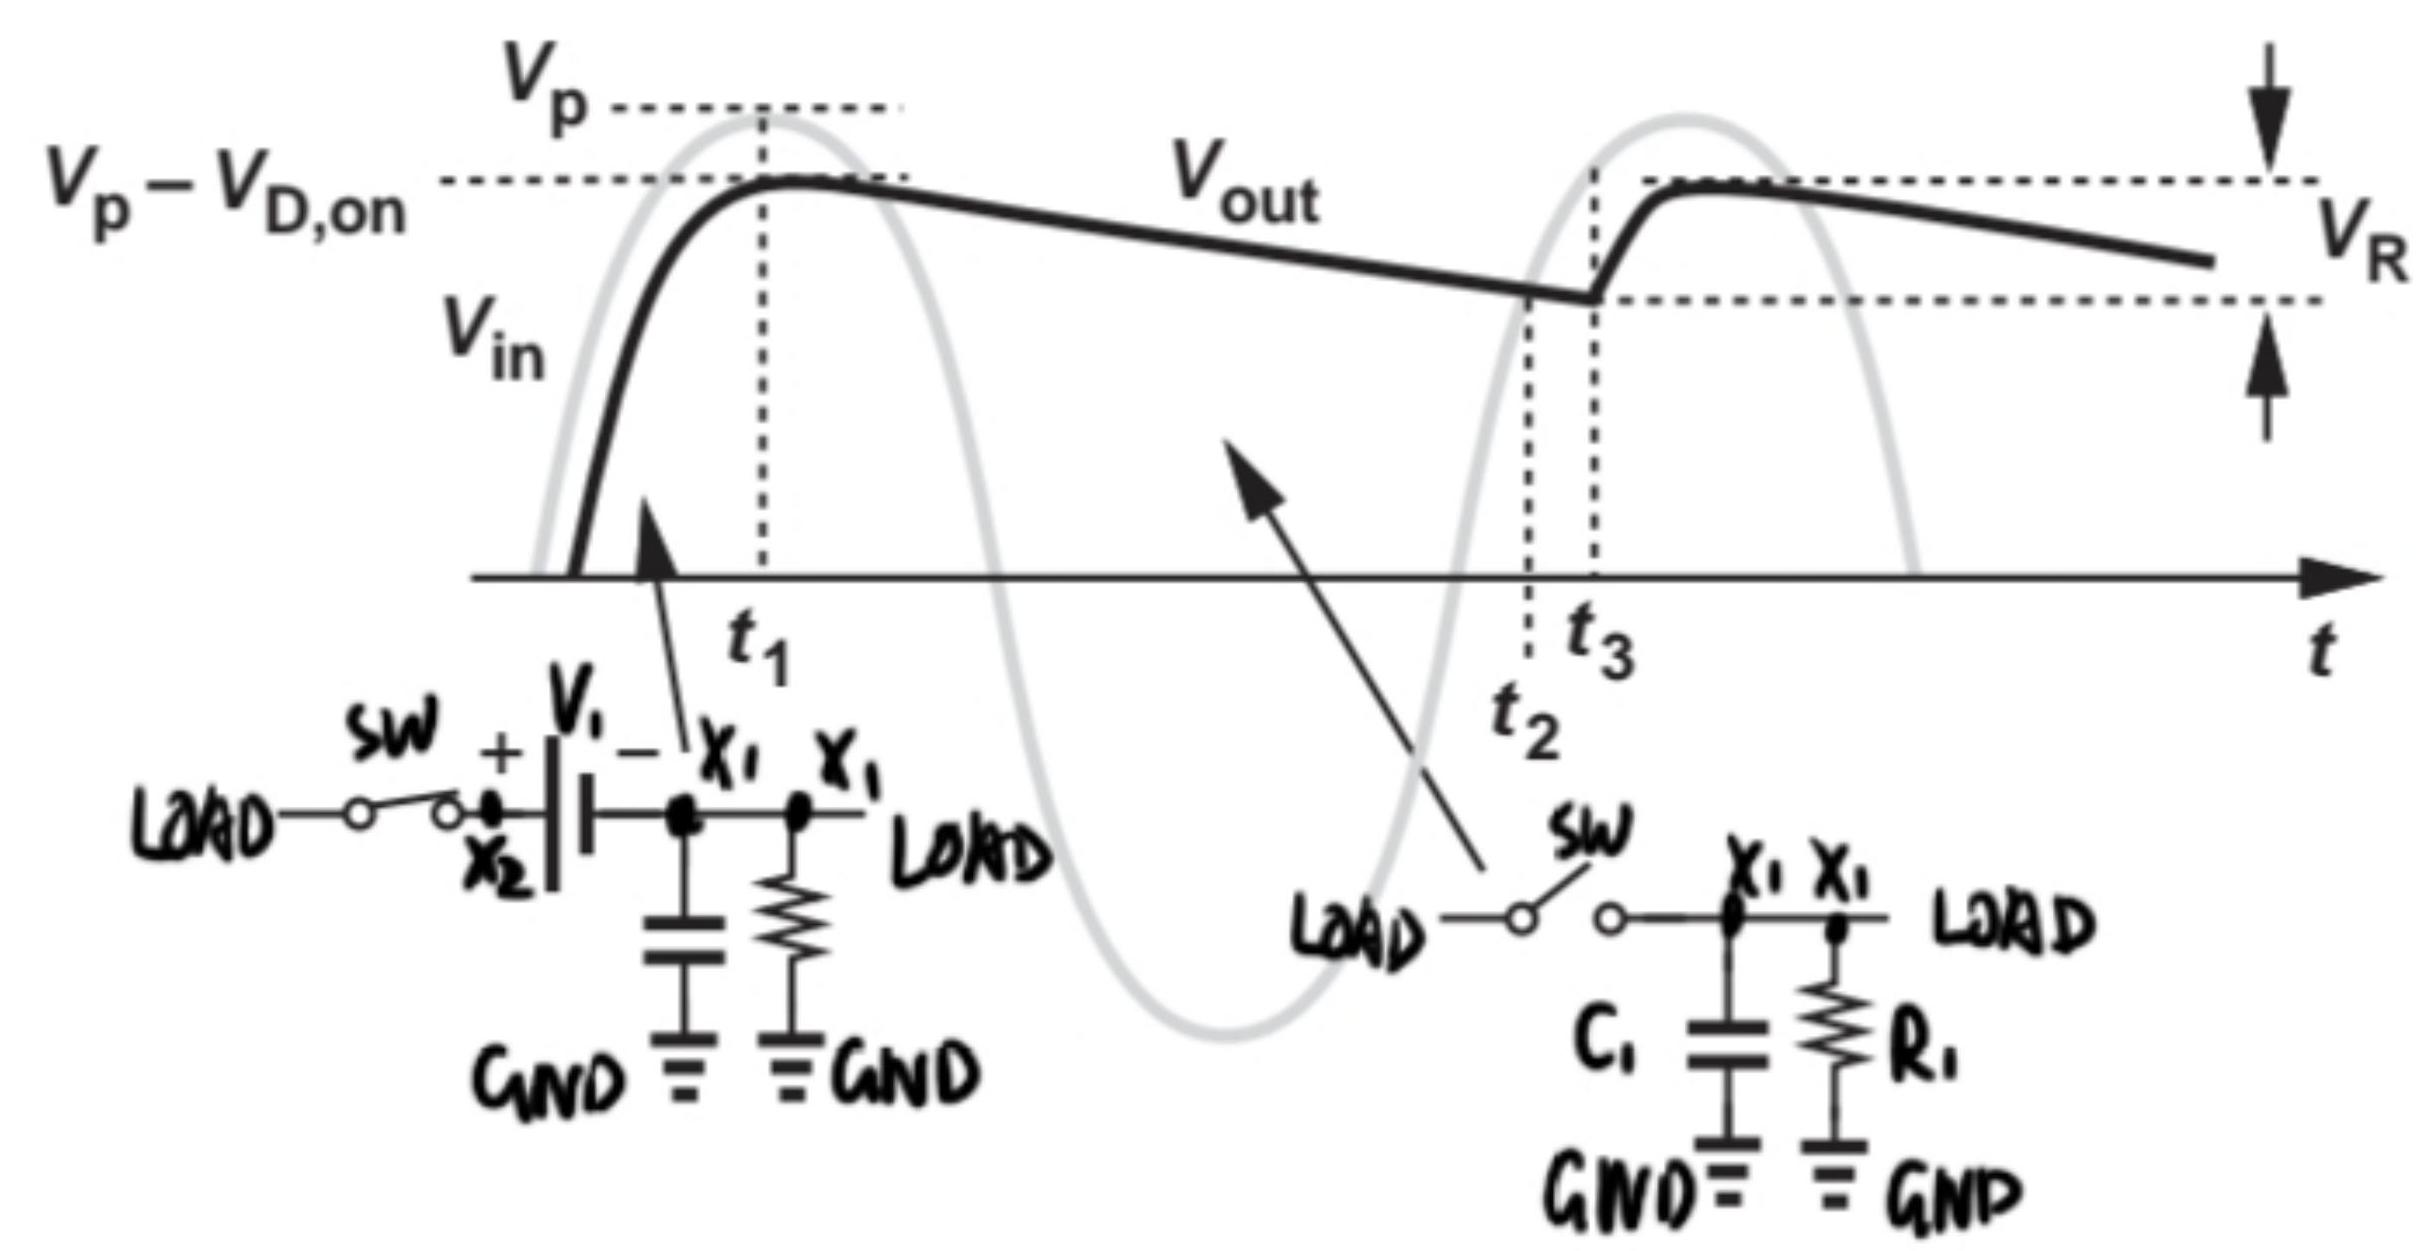 Vp
Vp − VD,on
Vout
VR
Vin
t1
t3
t
t2
SW
+ V1 −
X1 X1
LOAD
X2
LOAD
SW
X1 X1
LOAD
LOAD
C1
R1
GND
GND
GND
GND